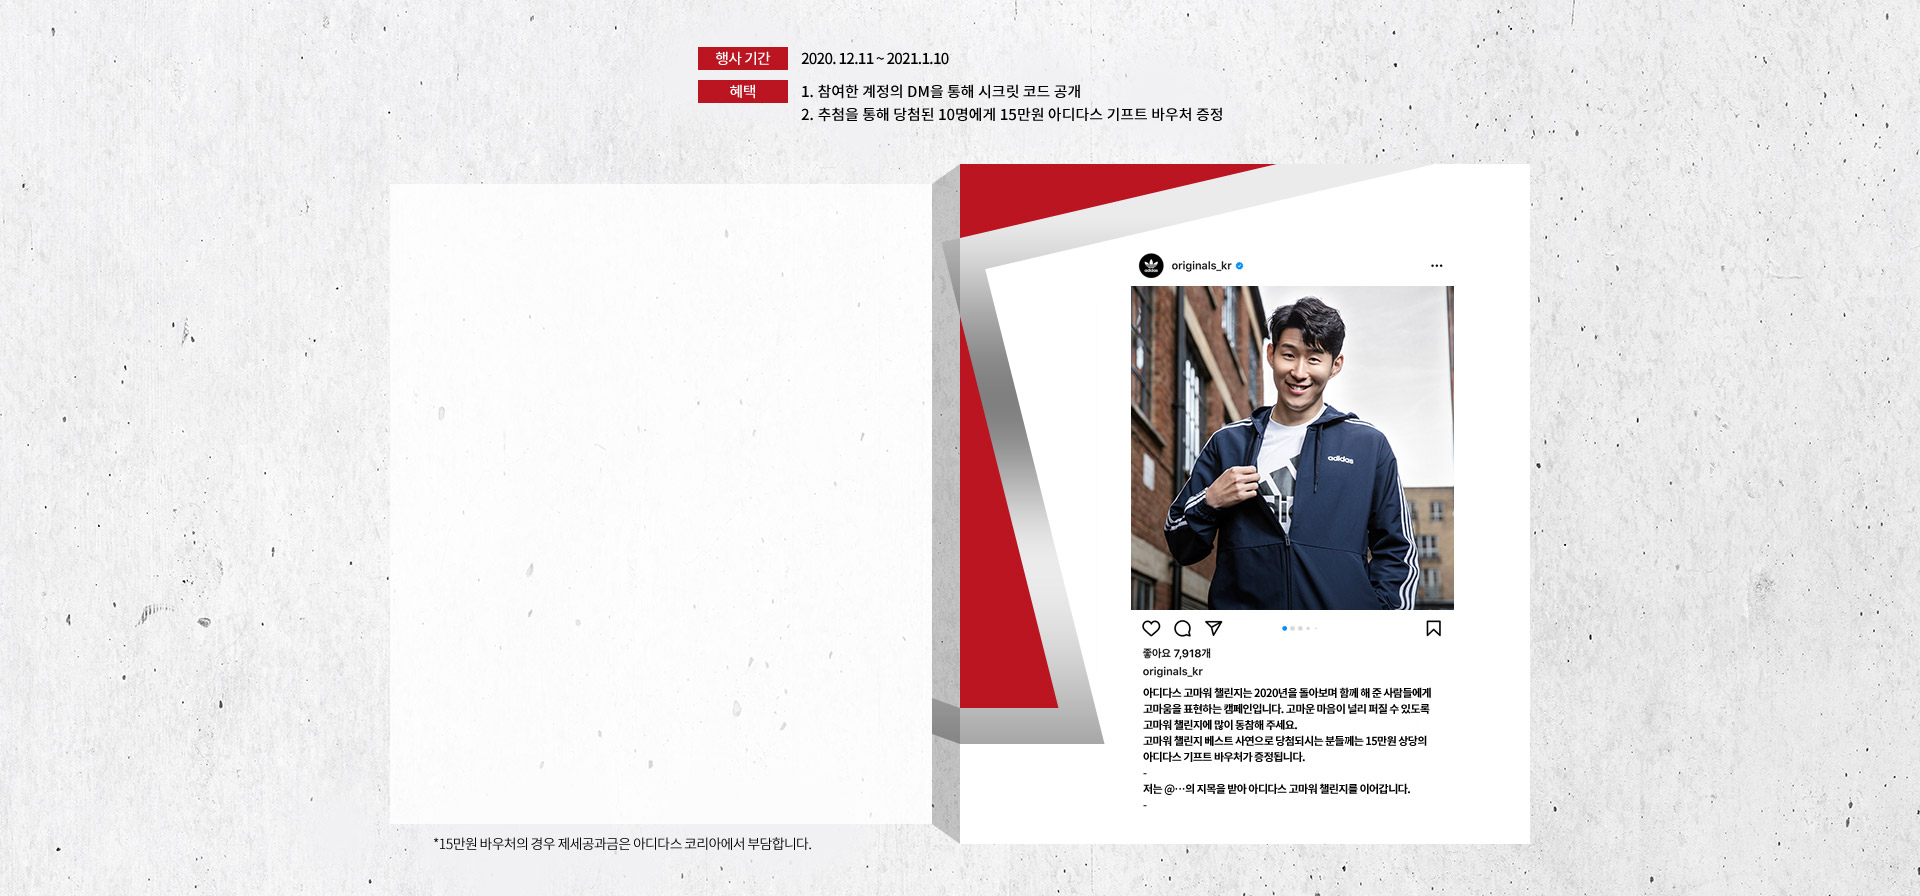 행사 기간
2020. 12.11 ~ 2021.1.10
혜택
1. 참여한 계정의 DM을 통해 시크릿 코드 공개
2. 추첨을 통해 당첨된 10명에게 15만원 아디다스 기프트 바우처 증정
adidas
originals_kr
adidas
좋아요 7,918개
originals_kr
아디다스 고마워 챌린지는 2020년을 돌아보며 함께 해 준 사람들에게
고마움을 표현하는 캠페인입니다. 고마운 마음이 널리 퍼질 수 있도록
고마워 챌린지에 많이 동참해 주세요.
고마워 챌린지 베스트 사연으로 당첨되시는 분들께는 15만원 상당의
아디다스 기프트 바우처가 증정됩니다.
-
저는 @···의 지목을 받아 아디다스 고마워 챌린지를 이어갑니다.
-
*15만원 바우처의 경우 제세공과금은 아디다스 코리아에서 부담합니다.